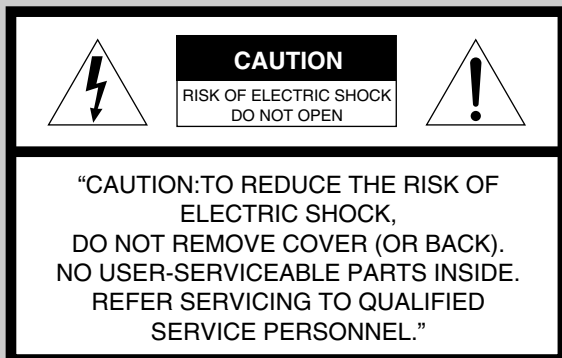 CAUTION
RISK OF ELECTRIC SHOCK
DO NOT OPEN
“CAUTION:TO REDUCE THE RISK OF
ELECTRIC SHOCK,
DO NOT REMOVE COVER (OR BACK).
NO USER-SERVICEABLE PARTS INSIDE.
REFER SERVICING TO QUALIFIED
SERVICE PERSONNEL.”